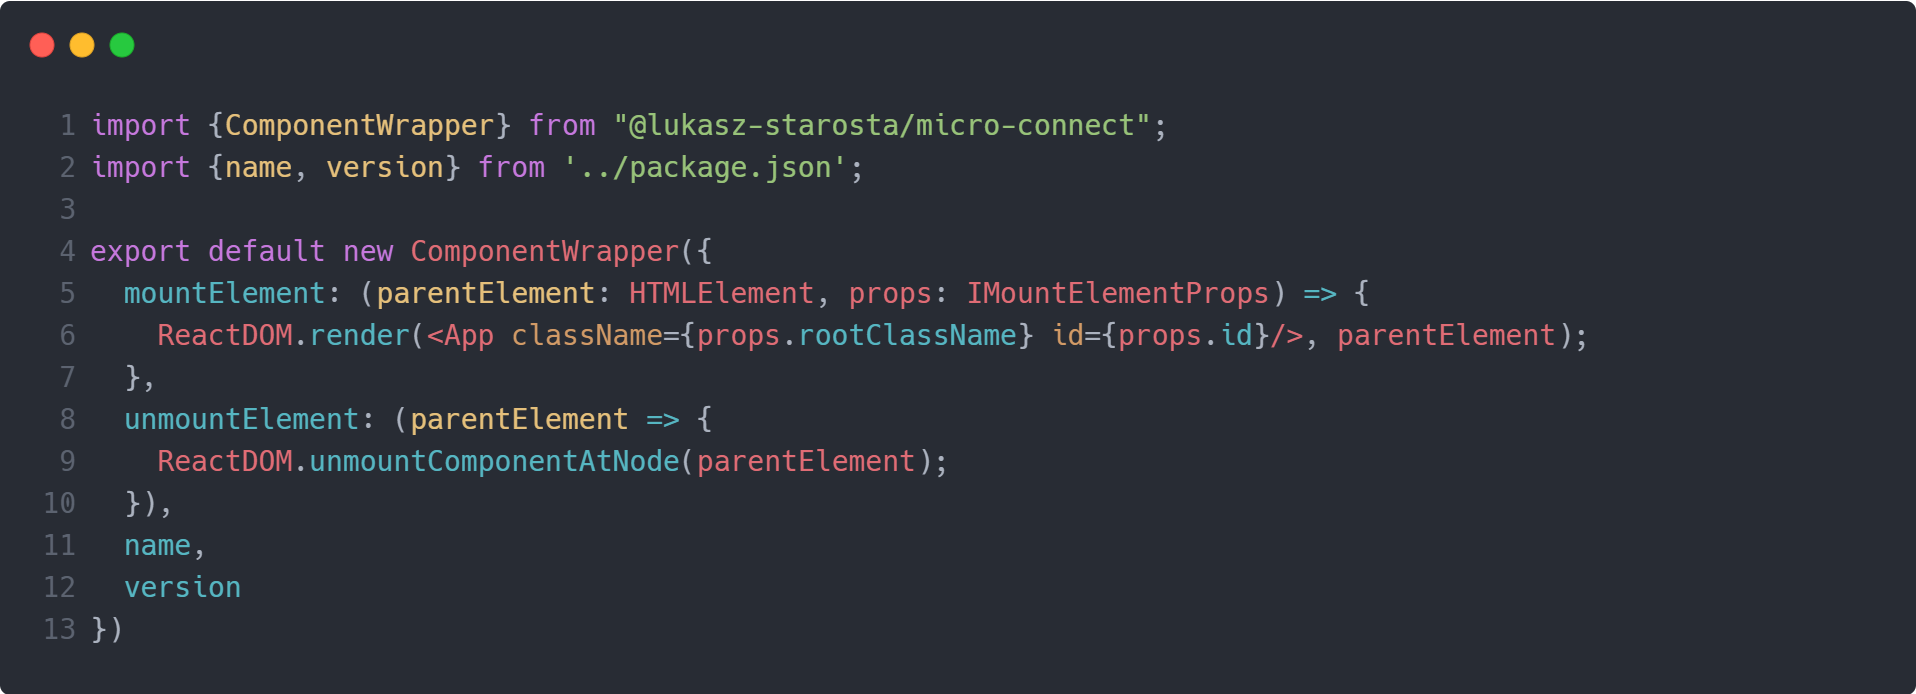 1 import {ComponentWrapper} from "@lukasz-starosta/micro-connect";
2 import {name, version} from '../package.json';
3
4 export default new ComponentWrapper({
5   mountElement: (parentElement: HTMLElement, props: IMountElementProps) => {
6     ReactDOM.render(<App className={props.rootClassName} id={props.id}/>, parentElement);
7   },
8   unmountElement: (parentElement => {
9     ReactDOM.unmountComponentAtNode(parentElement);
10   }),
11   name,
12   version
13 })